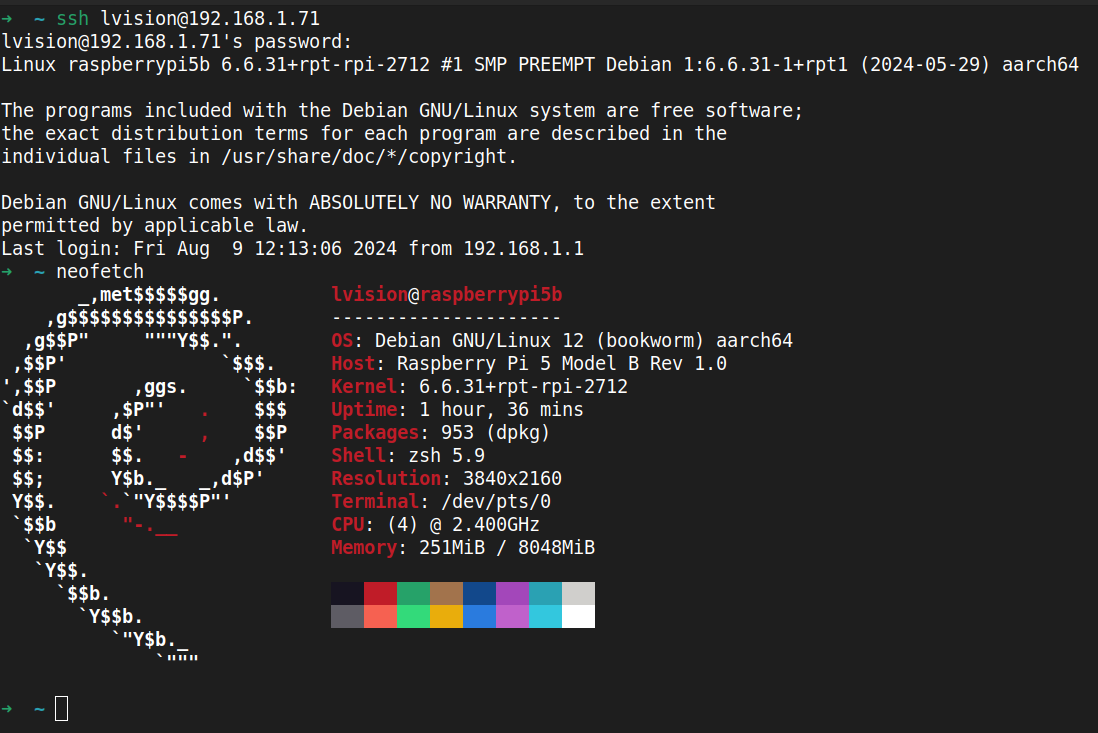 ➜  ~ ssh lvision@192.168.1.71
lvision@192.168.1.71's password:
Linux raspberrypi5b 6.6.31+rpt-rpi-2712 #1 SMP PREEMPT Debian 1:6.6.31-1+rpt1 (2024-05-29) aarch64

The programs included with the Debian GNU/Linux system are free software;
the exact distribution terms for each program are described in the
individual files in /usr/share/doc/*/copyright.

Debian GNU/Linux comes with ABSOLUTELY NO WARRANTY, to the extent
permitted by applicable law.
Last login: Fri Aug  9 12:13:06 2024 from 192.168.1.1
➜  ~ neofetch
       _,met$$$$$gg.          lvision@raspberrypi5b
    ,g$$$$$$$$$$$$$$$P.       ---------------------
  ,g$$P"     """Y$$.".        OS: Debian GNU/Linux 12 (bookworm) aarch64
 ,$$P'              `$$$.     Host: Raspberry Pi 5 Model B Rev 1.0
',$$P       ,ggs.     `$$b:   Kernel: 6.6.31+rpt-rpi-2712
`d$$'     ,$P"'   .    $$$    Uptime: 1 hour, 36 mins
 $$P      d$'     ,    $$P    Packages: 953 (dpkg)
 $$:      $$.   -    ,d$$'    Shell: zsh 5.9
 $$;      Y$b._   _,d$P'      Resolution: 3840x2160
 Y$$.    `.`"Y$$$$P"'         Terminal: /dev/pts/0
 `$$b      "-.__              CPU: (4) @ 2.400GHz
  `Y$$                        Memory: 251MiB / 8048MiB
   `Y$$.
     `$$b.
       `Y$$b.
          `"Y$b._
              `"""

➜  ~